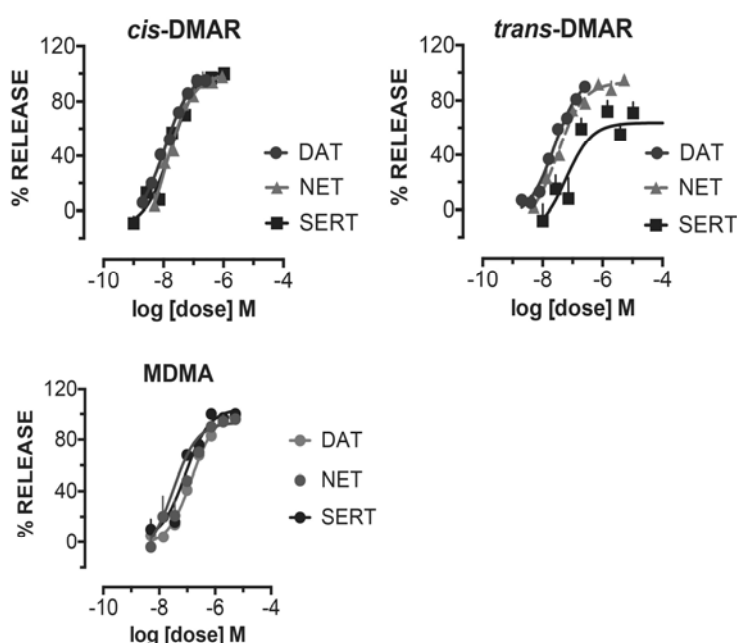 cis-DMAR
% RELEASE
120
80
40
0
-10 -8 -6 -4
log [dose] M
DAT
NET
SERT
trans-DMAR
% RELEASE
120
80
40
0
-10 -8 -6 -4
log [dose] M
DAT
NET
SERT
MDMA
% RELEASE
120
80
40
0
-10 -8 -6 -4
log [dose] M
DAT
NET
SERT